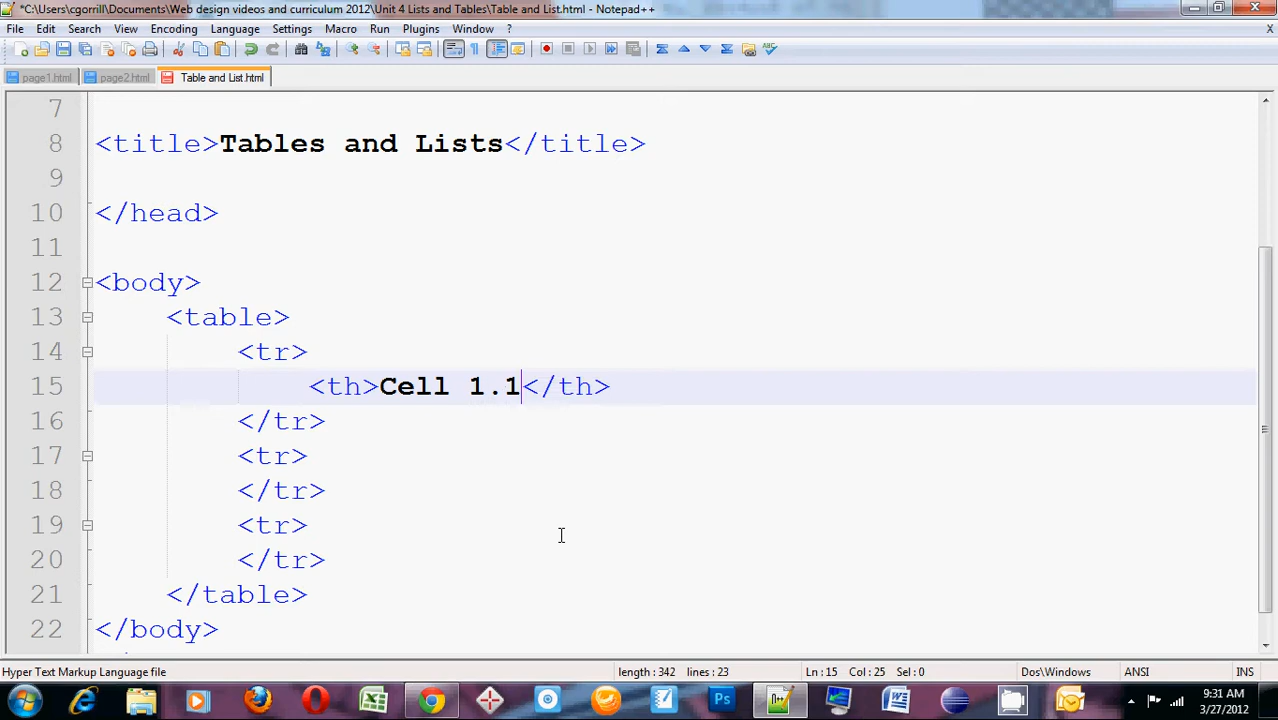 *C:\Users\cgorrill\Documents\Web design videos and curriculum 2012\Unit 4 Lists and Tables\Table and List.html - Notepad++
File Edit Search View Encoding Language Settings Macro Run Plugins Window ? X
page1.html page2.html Table and List.html
7
8 <title>Tables and Lists</title>
9
10 </head>
11
12 <body>
13 <table>
14 <tr>
15 <th>Cell 1.1</th>
16 </tr>
17 <tr>
18 </tr>
19 <tr>
20 </tr>
21 </table>
22 </body>
Hyper Text Markup Language file length : 342 lines : 23 Ln : 15 Col : 25 Sel : 0 Dos\Windows ANSI INS
Ps
9:31 AM
3/27/2012